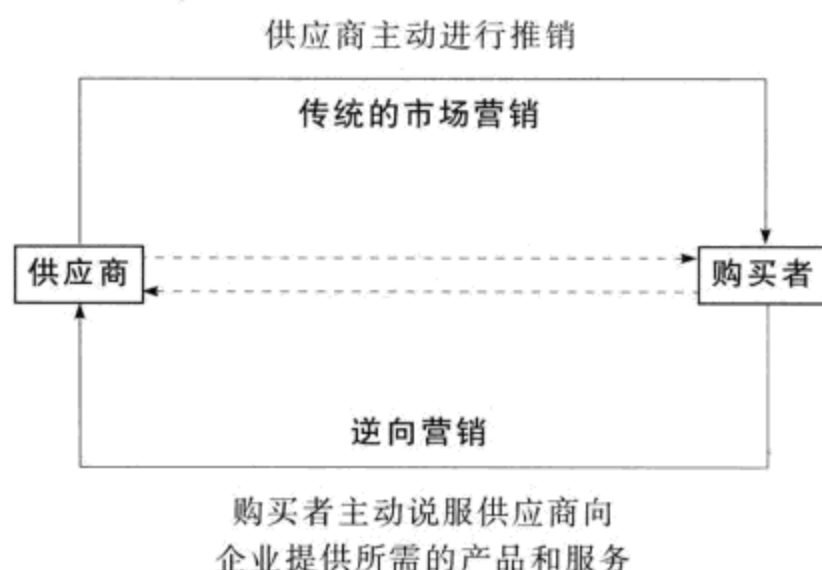 供应商主动进行推销
传统的市场营销
供应商
购买者
逆向营销
购买者主动说服供应商向
企业提供所需的产品和服务